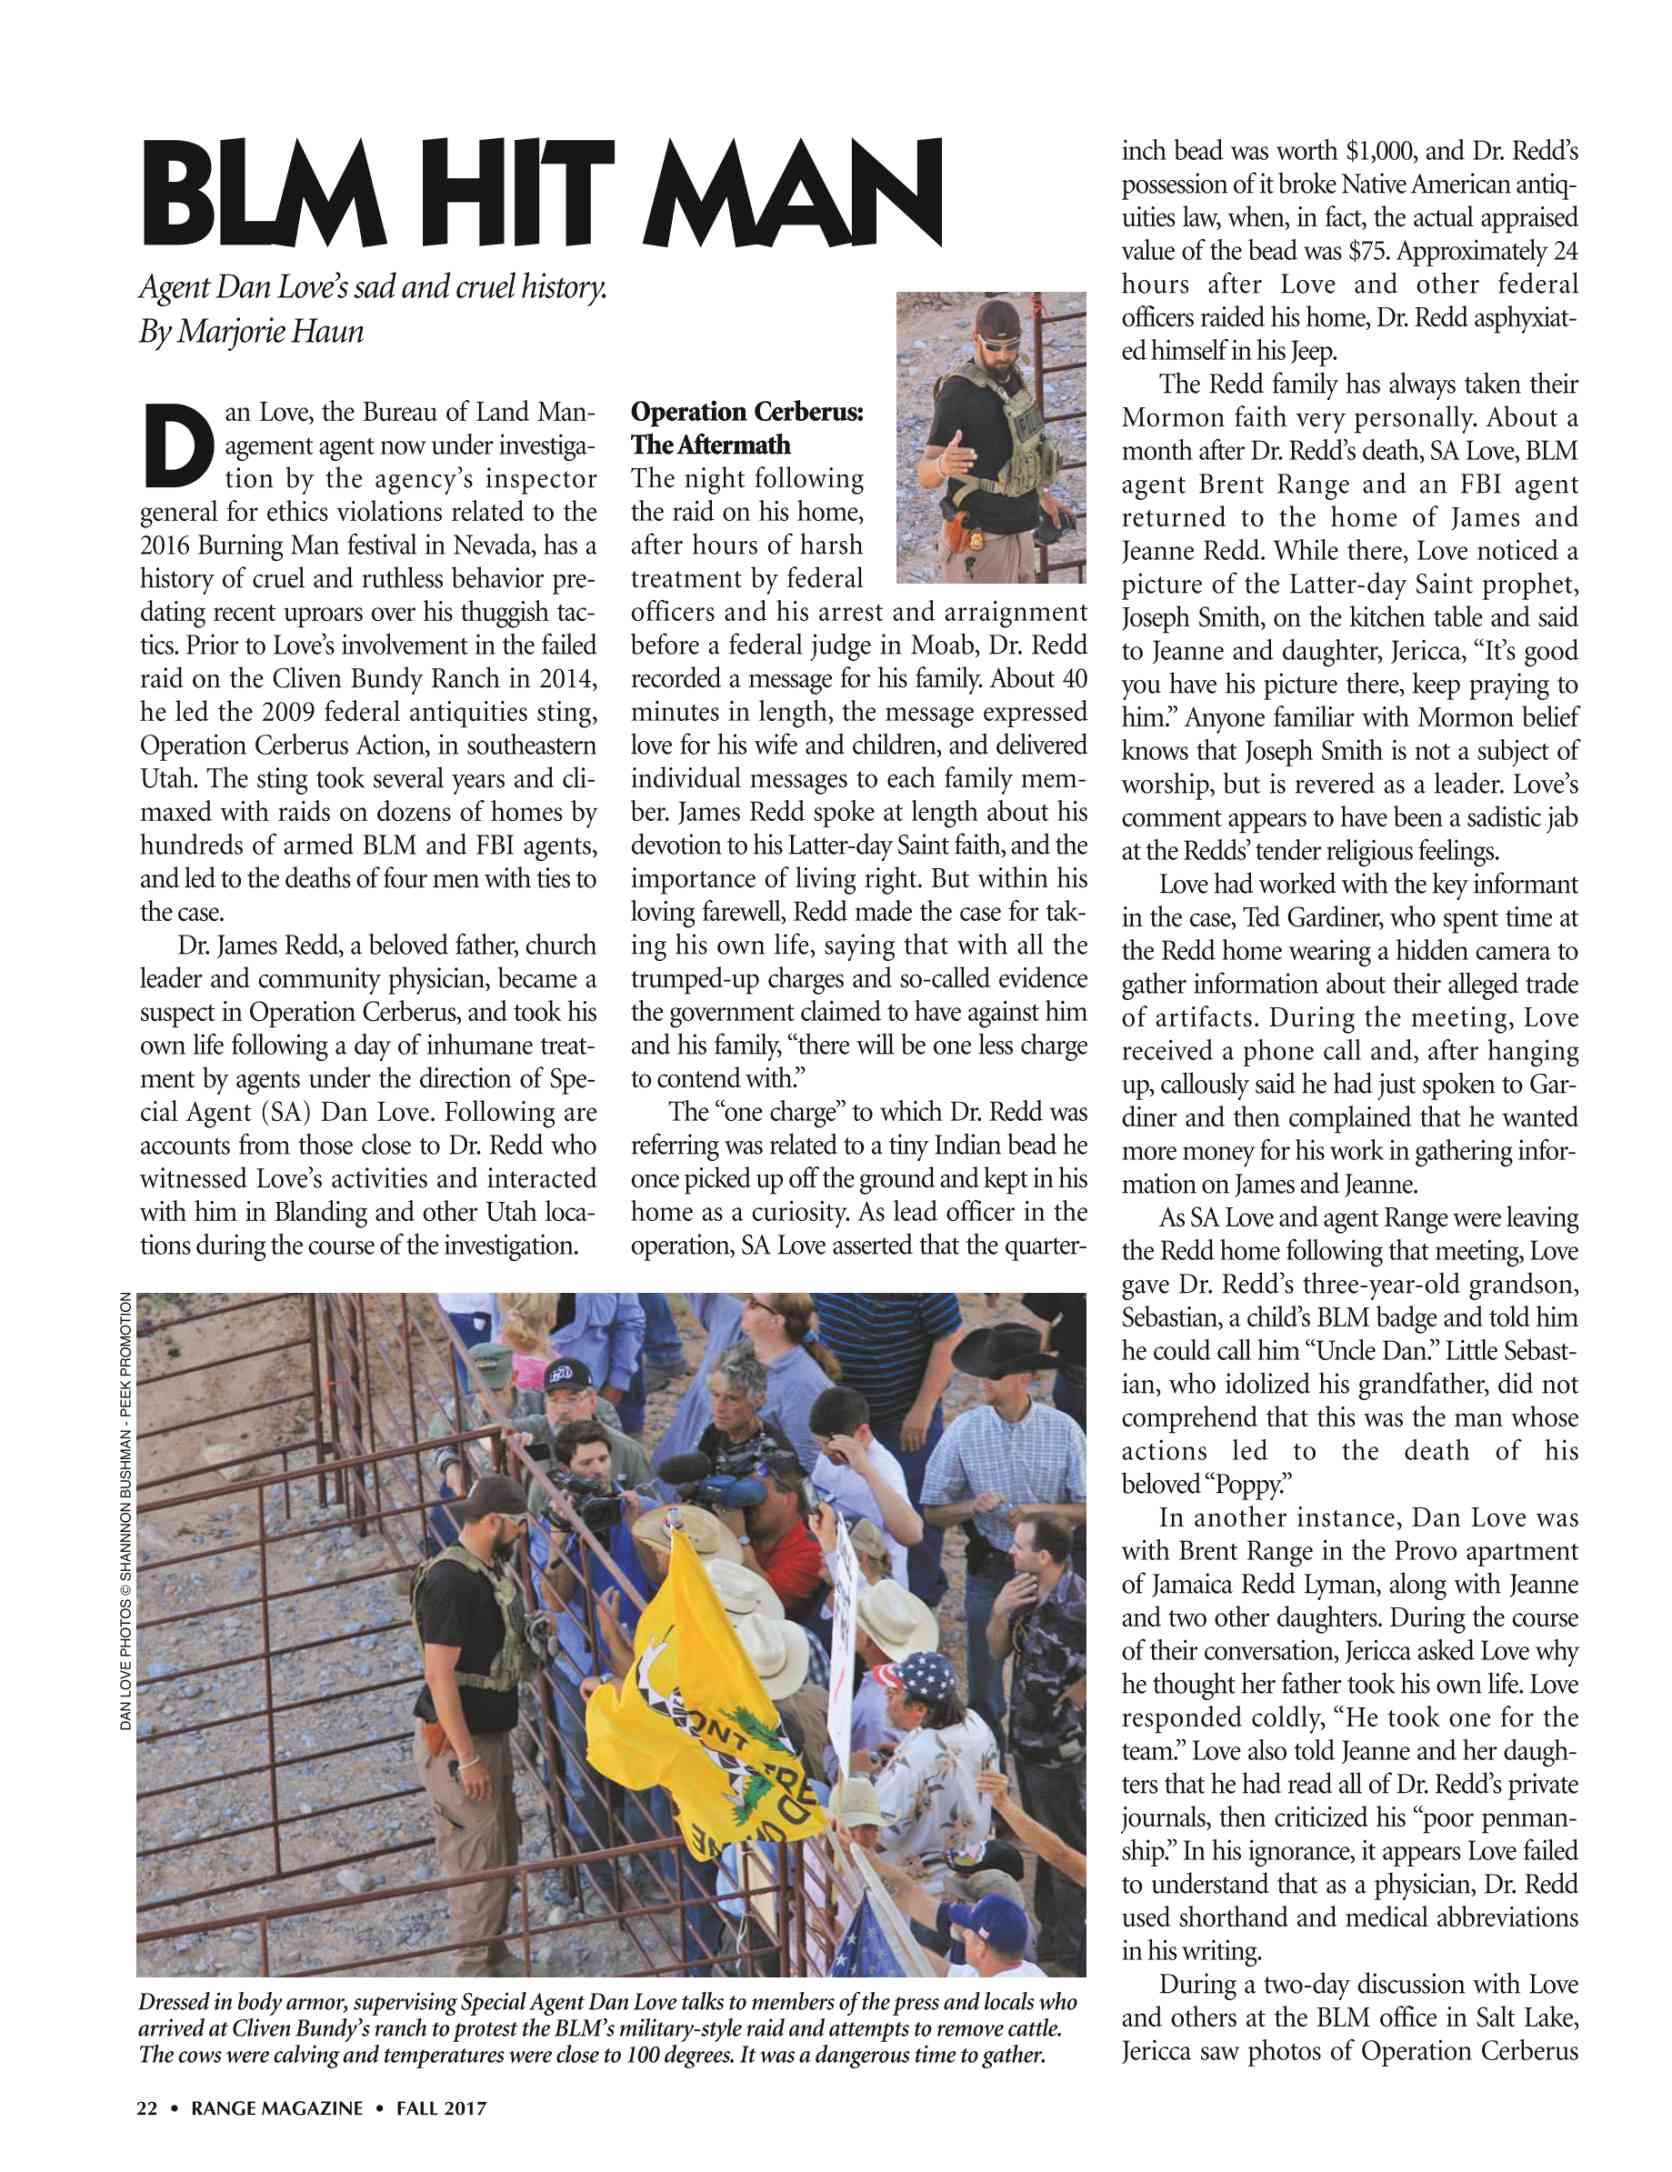 BLM HIT MAN
Agent Dan Love's sad and cruel history.
By Marjorie Haun
Dan Love, the Bureau of Land Man-
agement agent now under investiga-
tion by the agency's inspector
general for ethics violations related to the
2016 Burning Man festival in Nevada, has a
history of cruel and ruthless behavior pre-
dating recent uproars over his thuggish tac-
tics. Prior to Love's involvement in the failed
raid on the Cliven Bundy Ranch in 2014,
he led the 2009 federal antiquities sting,
Operation Cerberus Action, in southeastern
Utah. The sting took several years and cli-
maxed with raids on dozens of homes by
hundreds of armed BLM and FBI agents,
and led to the deaths of four men with ties to
the case.
Dr. James Redd, a beloved father, church
leader and community physician, became a
suspect in Operation Cerberus, and took his
own life following a day of inhumane treat-
ment by agents under the direction of Spe-
cial Agent (SA) Dan Love. Following are
accounts from those close to Dr. Redd who
witnessed Love's activities and interacted
with him in Blanding and other Utah loca-
tions during the course of the investigation.
Operation Cerberus:
The Aftermath
The night following
the raid on his home,
after hours of harsh
treatment by federal
officers and his arrest and arraignment
before a federal judge in Moab, Dr. Redd
recorded a message for his family. About 40
minutes in length, the message expressed
love for his wife and children, and delivered
individual messages to each family mem-
ber. James Redd spoke at length about his
devotion to his Latter-day Saint faith, and the
importance of living right. But within his
loving farewell, Redd made the case for tak-
ing his own life, saying that with all the
trumped-up charges and so-called evidence
the government claimed to have against him
and his family, "there will be one less charge
to contend with."
The "one charge" to which Dr. Redd was
referring was related to a tiny Indian bead he
once picked up off the ground and kept in his
home as a curiosity. As lead officer in the
operation, SA Love asserted that the quarter-
inch bead was worth $1,000, and Dr. Redd's
possession of it broke Native American antiq-
uities law, when, in fact, the actual appraised
value of the bead was $75. Approximately 24
hours after Love and other federal
officers raided his home, Dr. Redd asphyxiat-
ed himself in his Jeep.
The Redd family has always taken their
Mormon faith very personally. About a
month after Dr. Redd's death, SA Love, BLM
agent Brent Range and an FBI agent
returned to the home of James and
Jeanne Redd. While there, Love noticed a
picture of the Latter-day Saint prophet,
Joseph Smith, on the kitchen table and said
to Jeanne and daughter, Jericca, "It's good
you have his picture there, keep praying to
him." Anyone familiar with Mormon belief
knows that Joseph Smith is not a subject of
worship, but is revered as a leader. Love's
comment appears to have been a sadistic jab
at the Redds' tender religious feelings.
Love had worked with the key informant
in the case, Ted Gardiner, who spent time at
the Redd home wearing a hidden camera to
gather information about their alleged trade
of artifacts. During the meeting, Love
received a phone call and, after hanging
up, callously said he had just spoken to Gar-
diner and then complained that he wanted
more money for his work in gathering infor-
mation on James and Jeanne.
As SA Love and agent Range were leaving
the Redd home following that meeting, Love
gave Dr. Redd's three-year-old grandson,
Sebastian, a child's BLM badge and told him
he could call him "Uncle Dan." Little Sebast-
ian, who idolized his grandfather, did not
comprehend that this was the man whose
actions led to the death of his
beloved "Poppy."
In another instance, Dan Love was
with Brent Range in the Provo apartment
of Jamaica Redd Lyman, along with Jeanne
and two other daughters. During the course
of their conversation, Jericca asked Love why
he thought her father took his own life. Love
responded coldly, "He took one for the
team." Love also told Jeanne and her daugh-
ters that he had read all of Dr. Redd's private
journals, then criticized his "poor penman-
ship." In his ignorance, it appears Love failed
to understand that as a physician, Dr. Redd
used shorthand and medical abbreviations
in his writing.
During a two-day discussion with Love
and others at the BLM office in Salt Lake,
Jericca saw photos of Operation Cerberus
DAN LOVE PHOTOS © SHANNON BUSHMAN - PEEK PROMOTION
Dressed in body armor, supervising Special Agent Dan Love talks to members of the press and locals who
arrived at Cliven Bundy's ranch to protest the BLM's military-style raid and attempts to remove cattle.
The cows were calving and temperatures were close to 100 degrees. It was a dangerous time to gather.
22 • RANGE MAGAZINE • FALL 2017